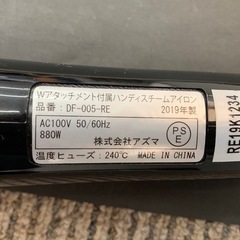 Wアタッチメント付属ハンディスチームアイロン
品番:DF-005-RE
2019年製
AC100V 50/60Hz
880W
株式会社アズマ
PS
E
温度ヒューズ:240℃
MADE IN CHINA
RE19K1234